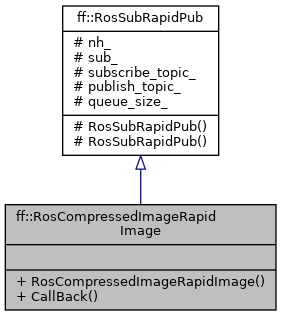 ff::RosSubRapidPub
# nh_
# sub_
# subscribe_topic_
# publish_topic_
# queue_size_
# RosSubRapidPub()
# RosSubRapidPub()
ff::RosCompressedImageRapid
Image
+ RosCompressedImageRapidImage()
+ CallBack()